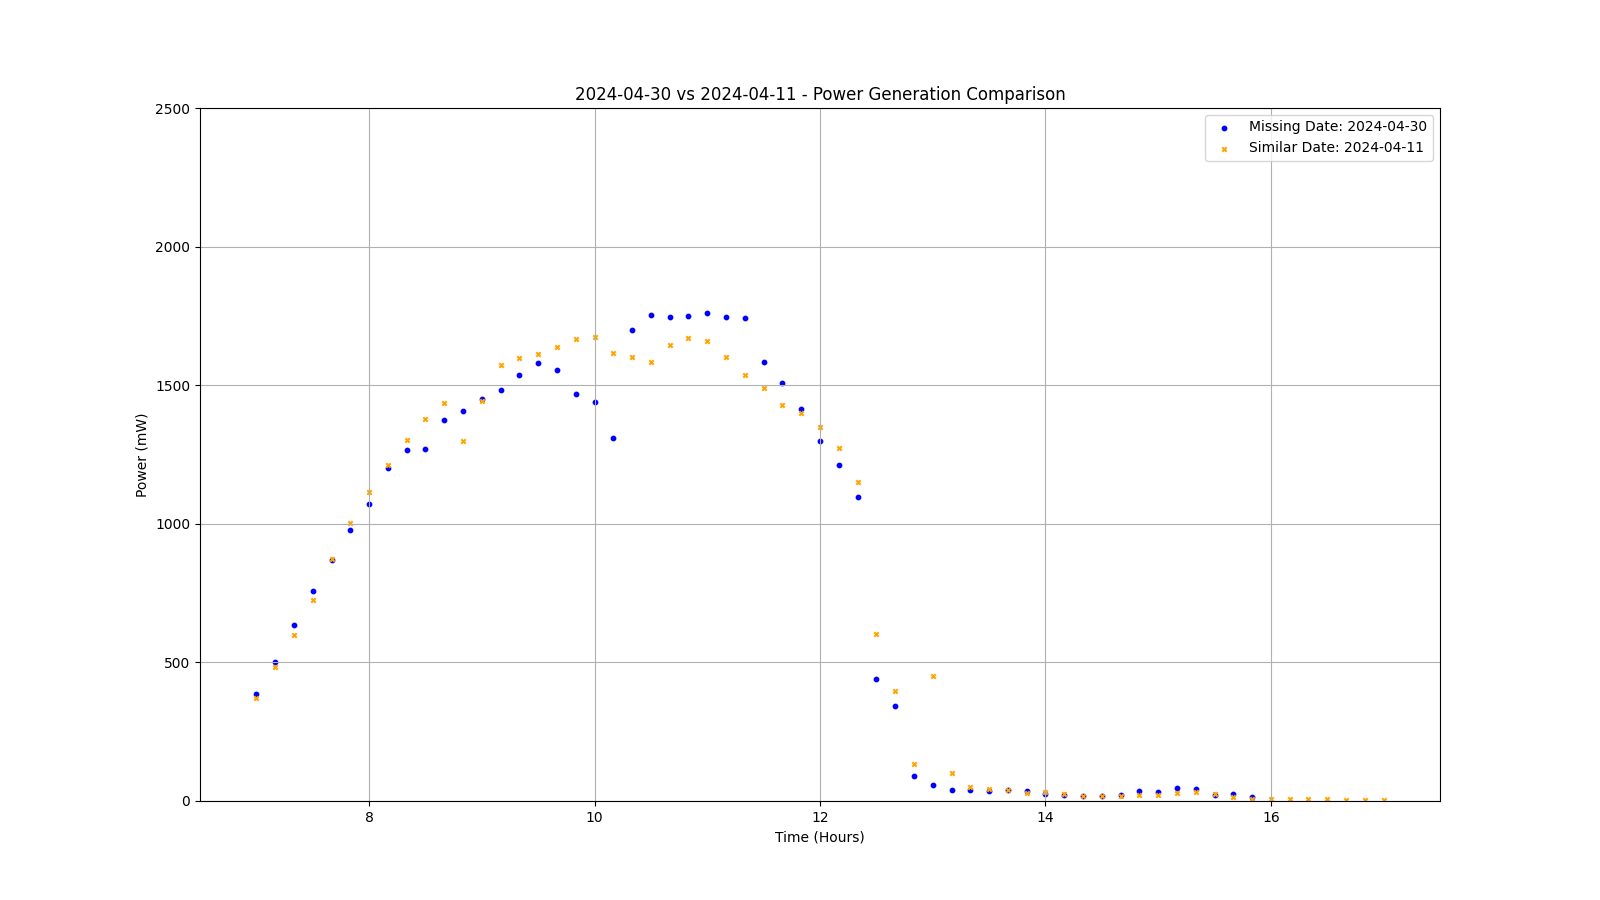 2024-04-30 vs 2024-04-11 - Power Generation Comparison
2500
Missing Date: 2024-04-30
Similar Date: 2024-04-11
2000
1500
Power (mW)
1000
500
0
8
10
12
14
16
Time (Hours)